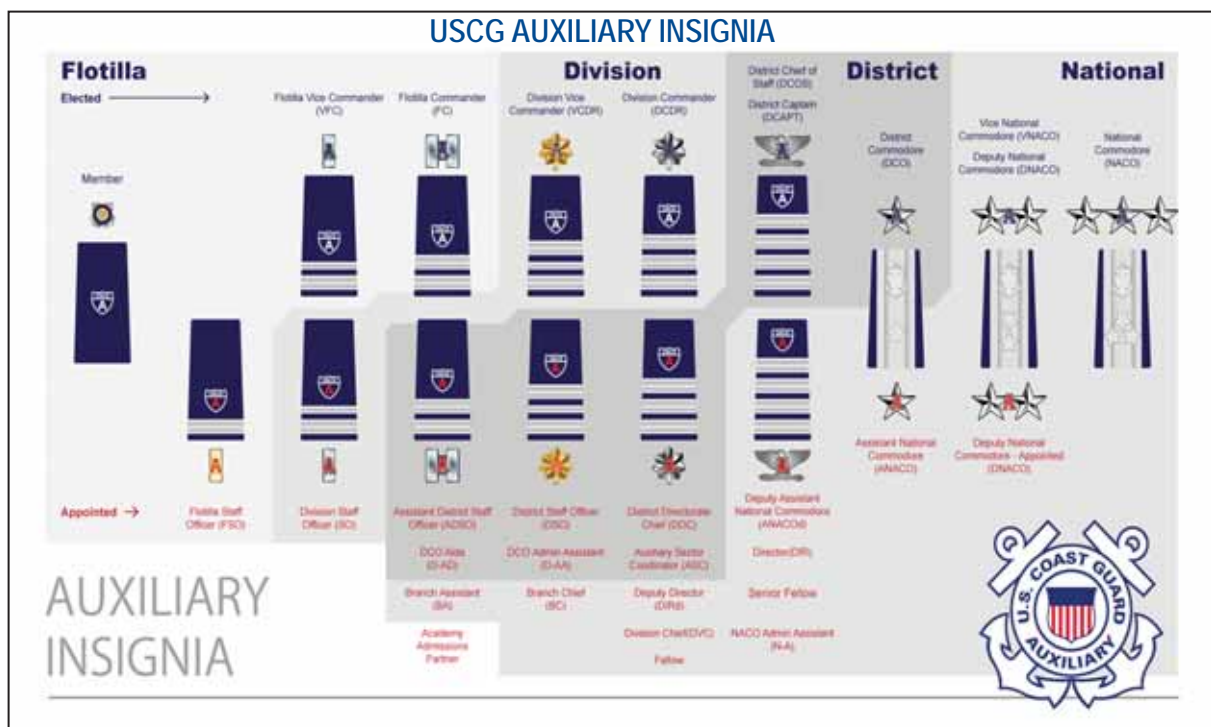 USCG AUXILIARY INSIGNIA
Flotilla
Division
District
National
Elected
Member
Flotilla Vice Commander
(VFC)
Flotilla Commander
(FC)
Division Vice
Commander (VCDR)
Division Commander
(DCDR)
District Chief of
Staff (DCOS)
District Captain
(DCAPT)
District
Commodore
(DCO)
Vice National
Commodore (VNACO)
Deputy National
Commodore (DNACO)
National
Commodore
(NACO)
Appointed
Flotilla Staff
Officer (FSO)
Division Staff
Officer (SO)
Assistant District Staff
Officer (ADSO)
DCO Aide
(D-AD)
Branch Assistant
(BA)
Academy
Admissions
Partner
District Staff Officer
(DSO)
DCO Admin Assistant
(D-AA)
Branch Chief
(BC)
District Directorate
Chief (DDC)
Auxiliary Sector
Coordinator (ASC)
Deputy Director
(DIRd)
Division Chief(DVC)
Fellow
Deputy Assistant
National Commodore
(ANACOd)
Director(DIR)
Senior Fellow
NACO Admin Assistant
(N-A)
Assistant National
Commodore
(ANACO)
Deputy National
Commodore - Appointed
(DNACO)
AUXILIARY
INSIGNIA
U.S. COAST GUARD
AUXILIARY